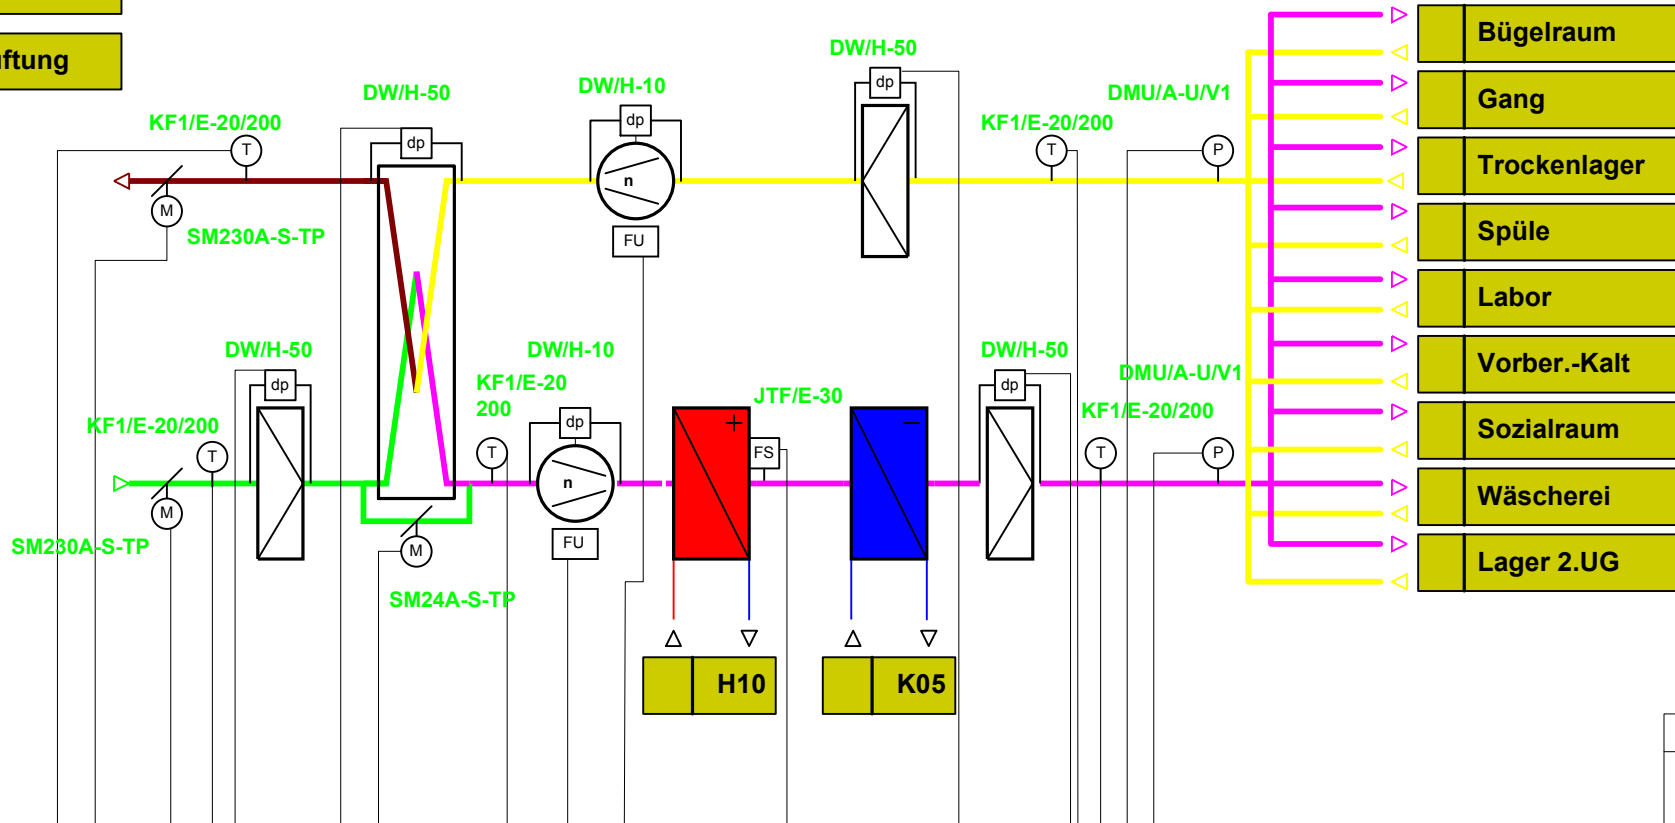 Bügelraum
DW/H-50
dp
üftung
DW/H-10
DW/H-50
DMU/A-U/V1
Gang
KF1/E-20/200
dp
KF1/E-20/200
T
dp
T
P
Trockenlager
n
M
SM230A-S-TP
FU
Spüle
Labor
DW/H-50
DW/H-10
DW/H-50
Vorber.-Kalt
dp
KF1/E-20
200
JTF/E-30
dp
DMU/A-U/V1
KF1/E-20/200
dp
KF1/E-20/200
+
−
Sozialraum
T
T
FS
T
P
n
Wäscherei
M
SM230A-S-TP
M
FU
Lager 2.UG
SM24A-S-TP
H10
K05